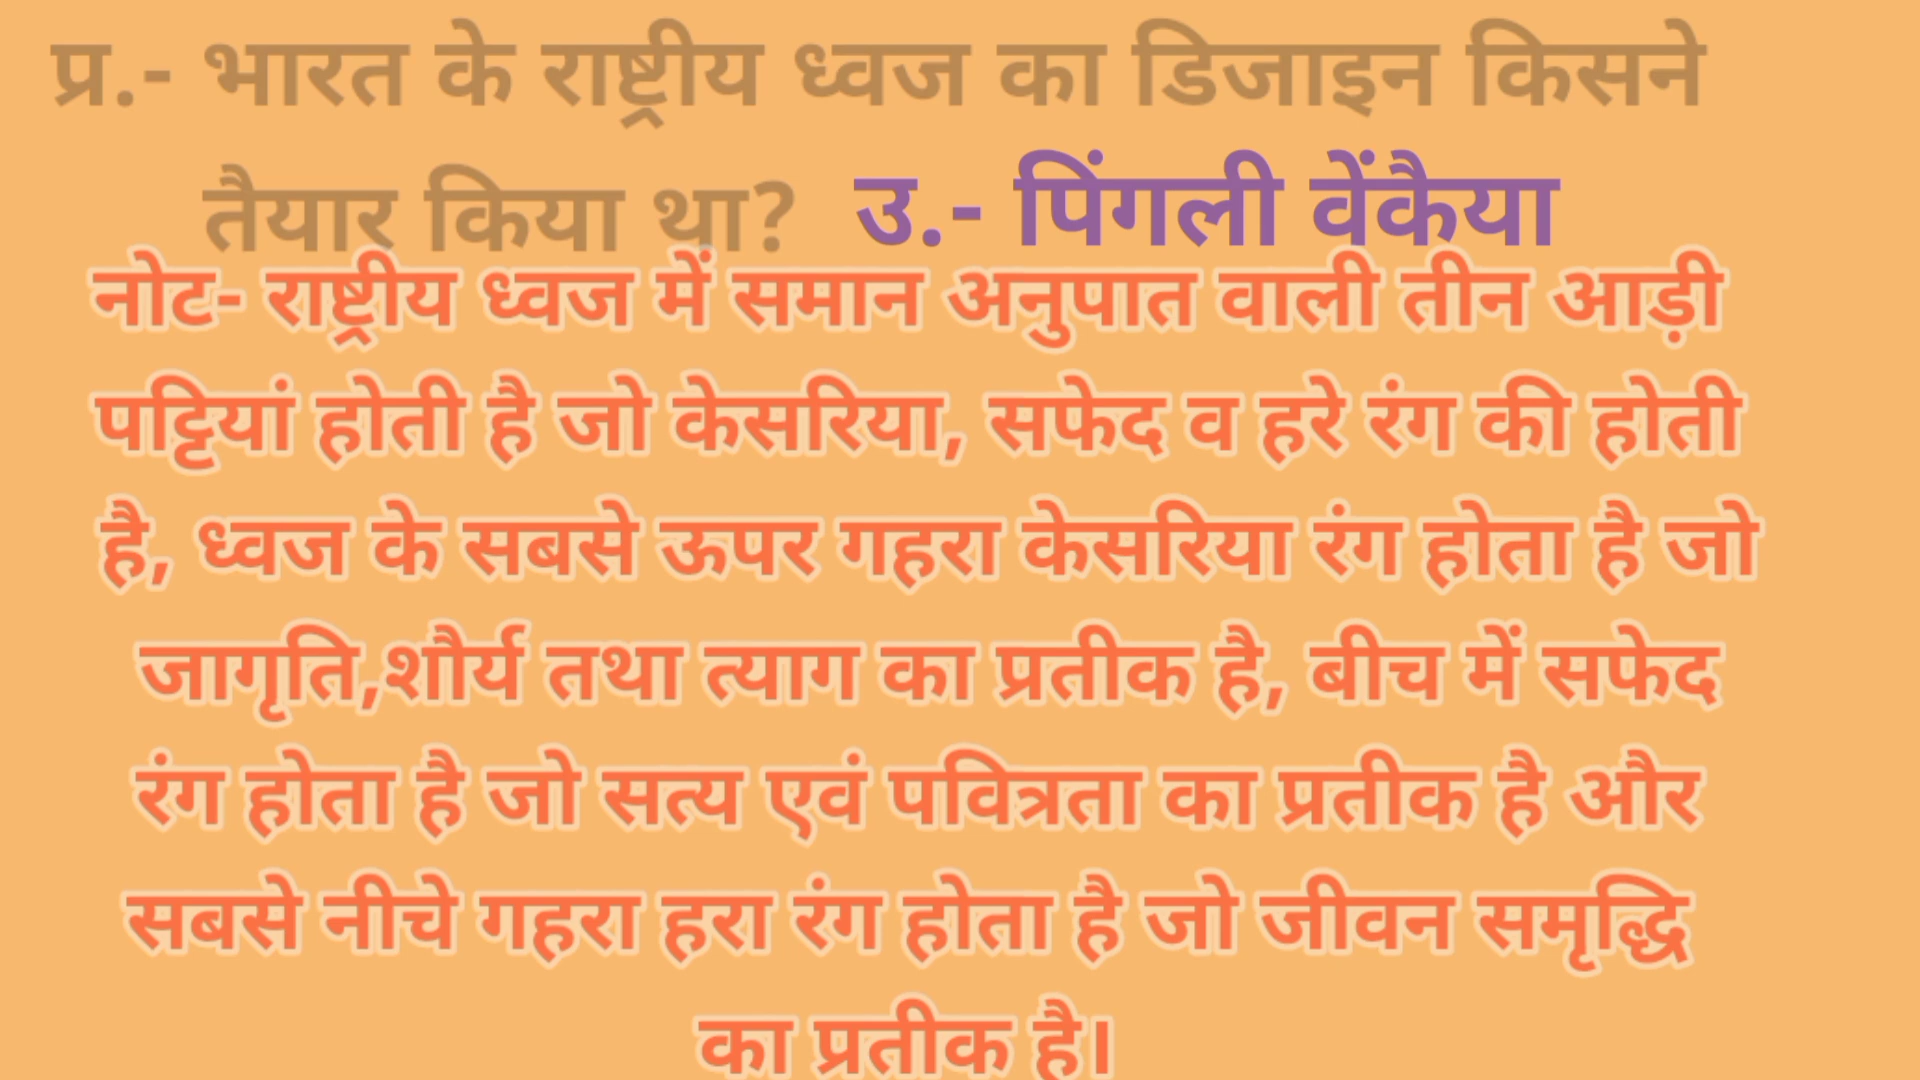 प्र.- भारत के राष्ट्रीय ध्वज का डिजाइन किसने
तैयार किया था? उ.- पिंगली वेंकैया
नोट- राष्ट्रीय ध्वज में समान अनुपात वाली तीन आड़ी
पट्टियां होती है जो केसरिया, सफेद व हरे रंग की होती
है, ध्वज के सबसे ऊपर गहरा केसरिया रंग होता है जो
जागृति,शौर्य तथा त्याग का प्रतीक है, बीच में सफेद
रंग होता है जो सत्य एवं पवित्रता का प्रतीक है और
सबसे नीचे गहरा हरा रंग होता है जो जीवन समृद्धि
का प्रतीक है।